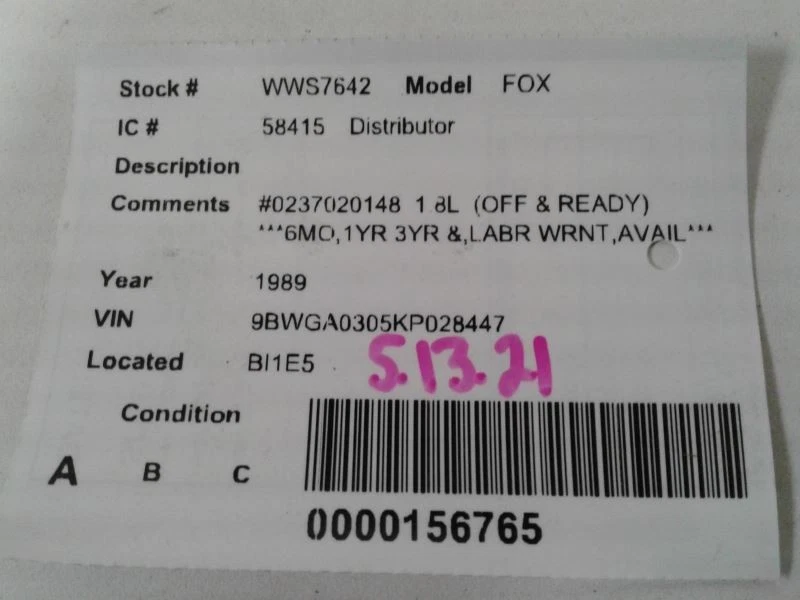 Stock # WWS7642 Model FOX
IC # 58415 Distributor
Description
Comments #0237020148 1.8L (OFF & READY)
***6MO,1YR 3YR &,LABR WRNT,AVAIL***
Year 1989
VIN 9BWGA0305KP028447
Located BI1E5 5.13.21
Condition
A B C
0000156765